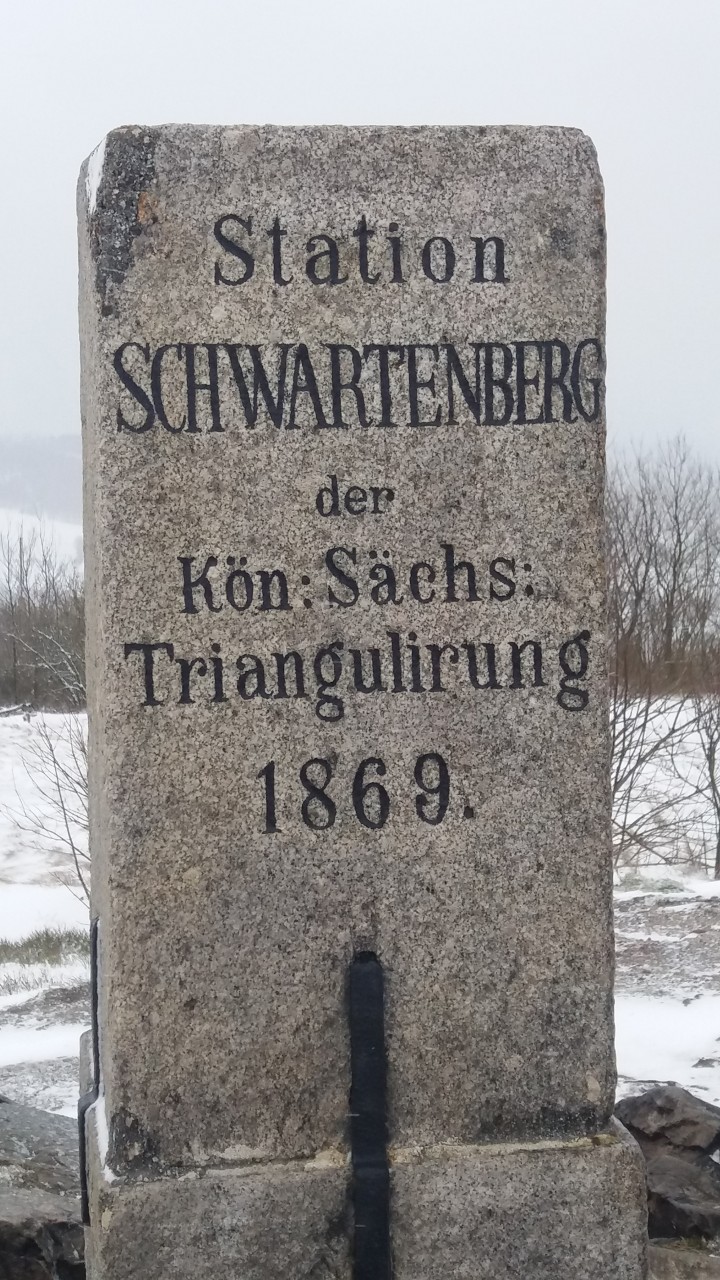 Station
SCHWARTENBERG
der
Kön: Sächs:
Triangulirung
1869.